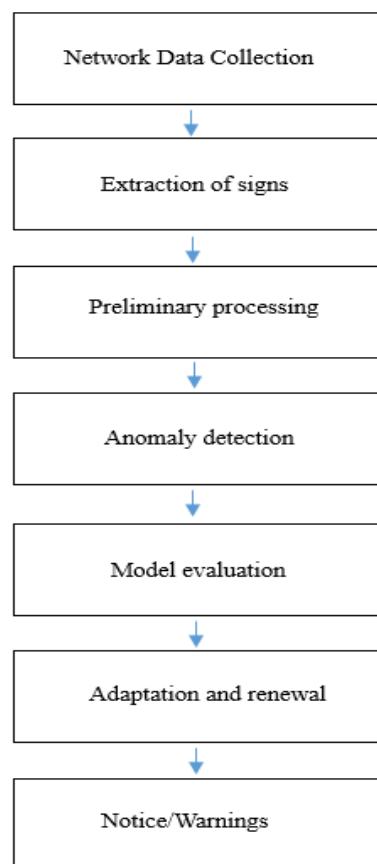 Network Data Collection
Extraction of signs
Preliminary processing
Anomaly detection
Model evaluation
Adaptation and renewal
Notice/Warnings